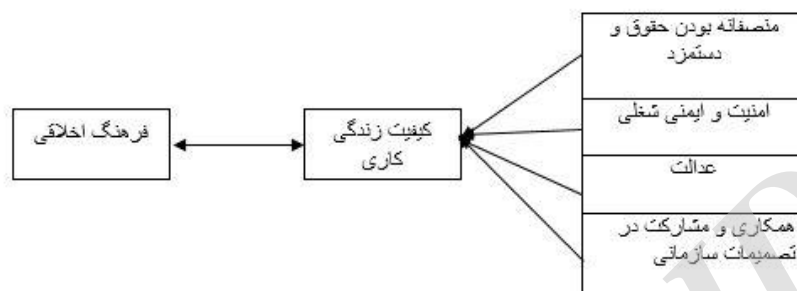 منصفانه بودن حقوق و
دستمزد
امنیت و ایمنی شغلی
عدالت
همکاری و مشارکت در
تصمیمات سازمانی
کیفیت زندگی
کاری
فرهنگ اخلاقی